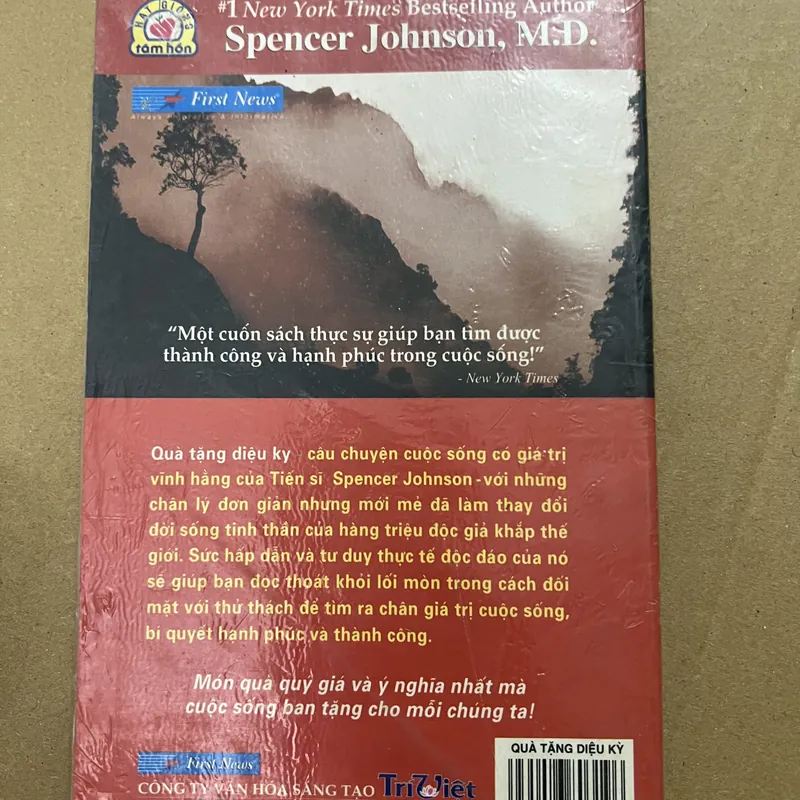 HẠT GIỐNG
tâm hồn
#1 New York Times Bestselling Author
Spencer Johnson, M.D.
First News
“Một cuốn sách thực sự giúp bạn tìm được
thành công và hạnh phúc trong cuộc sống!”
- New York Times
Quà tặng diệu kỳ câu chuyện cuộc sống có giá trị
vĩnh hằng của Tiến sĩ Spencer Johnson - với những
chân lý đơn giản nhưng mới mẻ đã làm thay đổi
đời sống tinh thần của hàng triệu độc giả khắp thế
giới. Sức hấp dẫn và tư duy thực tế độc đáo của nó
sẽ giúp bạn đọc thoát khỏi lối mòn trong cách đối
mặt với thử thách để tìm ra chân giá trị cuộc sống,
bí quyết hạnh phúc và thành công.
Món quà quý giá và ý nghĩa nhất mà
cuộc sống ban tặng cho mỗi chúng ta!
First News
CÔNG TY VĂN HÓA SÁNG TẠO TríViệt
QUÀ TẶNG DIỆU KỲ